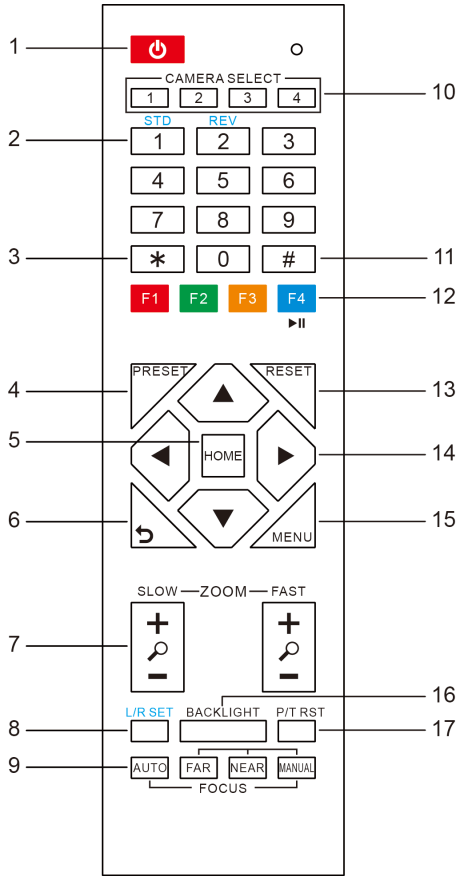 1
CAMERA SELECT
1 2 3 4
10
STD REV
2
1 2 3
4 5 6
7 8 9
3
* 0 #
11
F1 F2 F3 F4
12
4
PRESET RESET
13
5
HOME
14
6
MENU
15
SLOW ZOOM FAST
7
+ +
- -
16
L/R SET BACKLIGHT P/T RST
8
17
9
AUTO FAR NEAR MANUAL
FOCUS